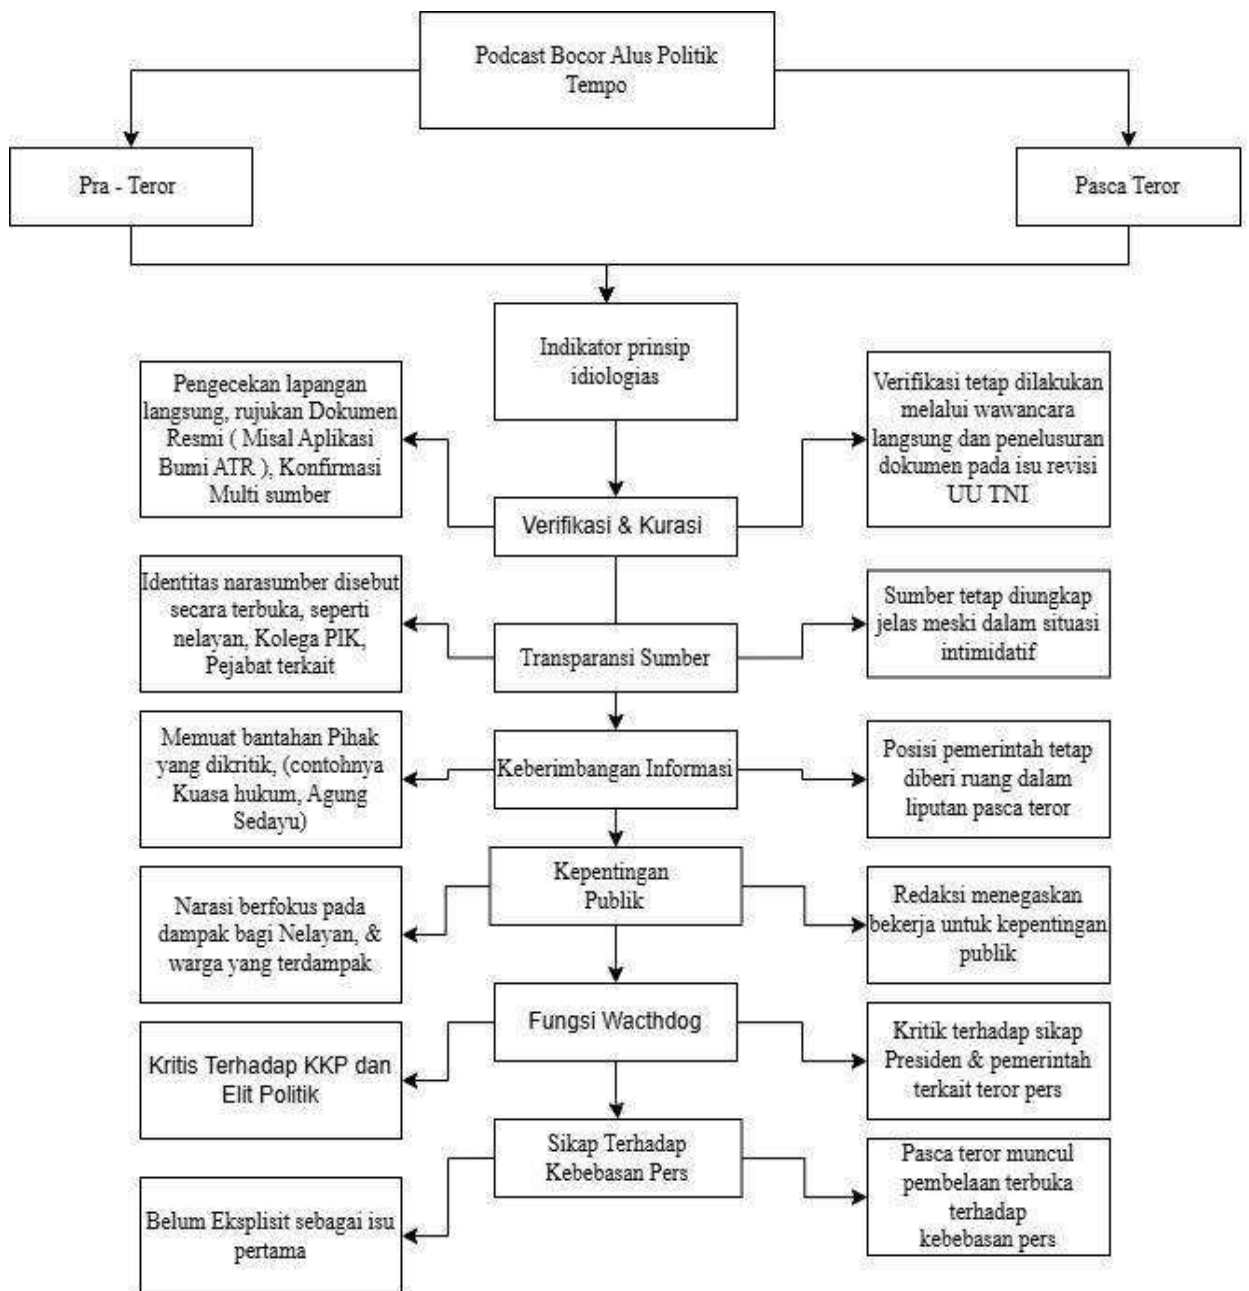 Podcast Bocor Alus Politik
Tempo
Pra - Teror
Pasca Teror
Indikator prinsip
idiologias
Pengecekan lapangan
langsung, rujukan Dokumen
Resmi ( Misal Aplikasi
Bumi ATR ), Konfirmasi
Multi sumber
Verifikasi & Kurasi
Verifikasi tetap dilakukan
melalui wawancara
langsung dan penelusuran
dokumen pada isu revisi
UU TNI
Identitas narasumber disebut
secara terbuka, seperti
nelayan, Kolega PIK,
Pejabat terkait
Transparansi Sumber
Sumber tetap diungkap
jelas meski dalam situasi
intimidatif
Memuat bantahan Pihak
yang dikritik, (contohnya
Kuasa hukum, Agung
Sedayu)
Keberimbangan Informasi
Posisi pemerintah tetap
diberi ruang dalam
liputan pasca teror
Narasi berfokus pada
dampak bagi Nelayan, &
warga yang terdampak
Kepentingan
Publik
Redaksi menegaskan
bekerja untuk kepentingan
publik
Kritis Terhadap KKP dan
Elit Politik
Fungsi Wacthdog
Kritik terhadap sikap
Presiden & pemerintah
terkait teror pers
Belum Eksplisit sebagai isu
pertama
Sikap Terhadap
Kebebasan Pers
Pasca teror muncul
pembelaan terbuka
terhadap
kebebasan pers